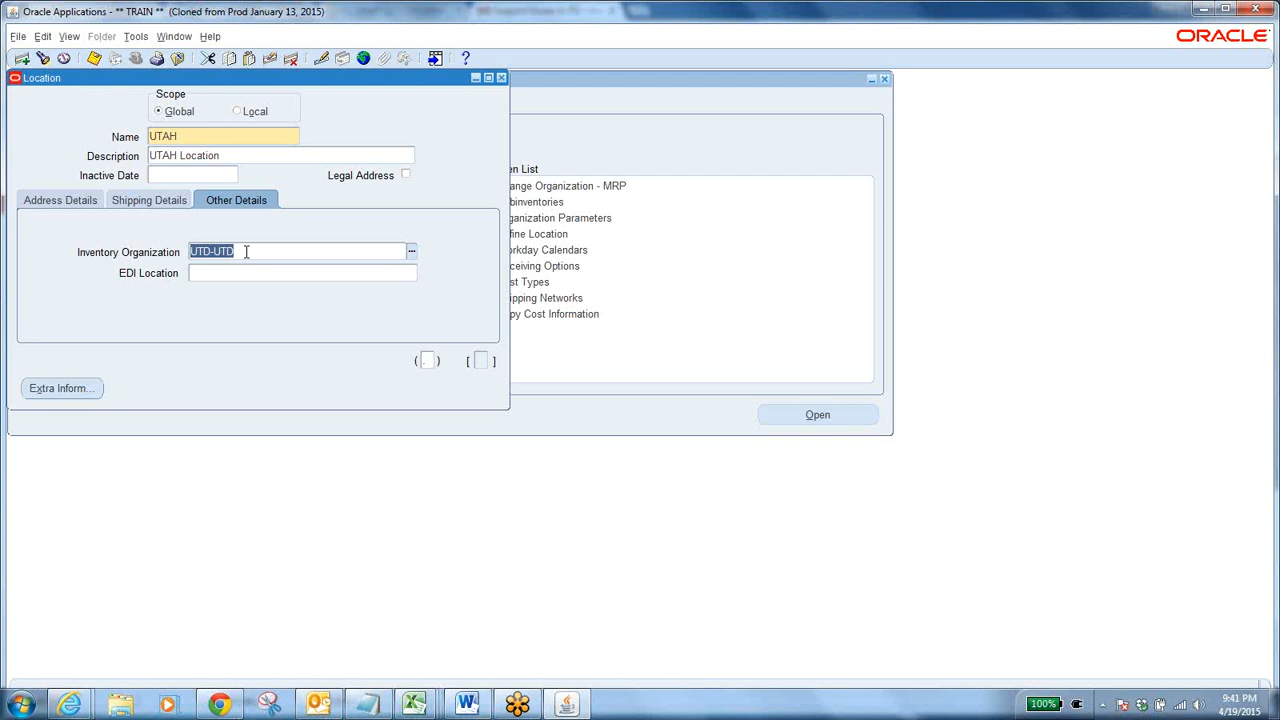 Oracle Applications - ** TRAIN ** (Cloned from Prod January 13, 2015)
File Edit View Folder Tools Window Help
ORACLE
Location
Scope
Global Local
Name UTAH
Description UTAH Location
Inactive Date
Legal Address
Address Details Shipping Details Other Details
Inventory Organization UTD-UTD
EDI Location
( . ) [ ]
Extra Inform...
en List
ange Organization - MRP
binventories
ganization Parameters
fine Location
orkday Calendars
ceiving Options
st Types
ipping Networks
py Cost Information
Open
100%
9:41 PM
4/19/2015